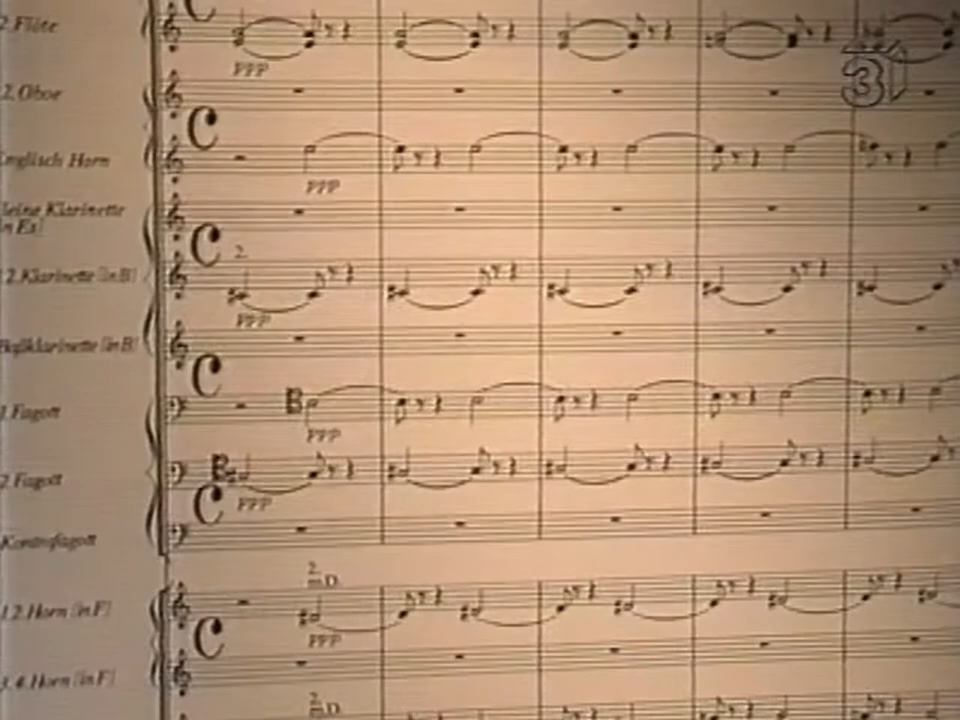 2. Flöte
ppp
2. Oboe
3
Englisch Horn
ppp
kleine Klarinette
in Es]
2.
1 2. Klarinette [in B]
ppp
Baßklarinette [in B]
1. Fagott
ppp
2. Fagott
ppp
Kontrafagott
2.
m.D.
1. 2. Horn [in F]
ppp
3. 4. Horn [in F]
2.
m.D.